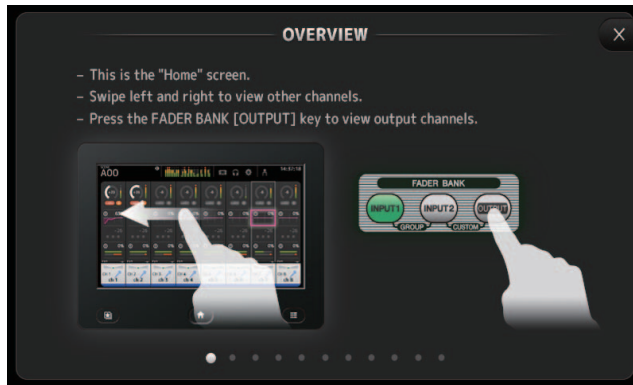 OVERVIEW
– This is the "Home" screen.
– Swipe left and right to view other channels.
– Press the FADER BANK [OUTPUT] key to view output channels.
A00
FADER BANK
INPUT1 INPUT2 OUTPUT
GROUP CUSTOM